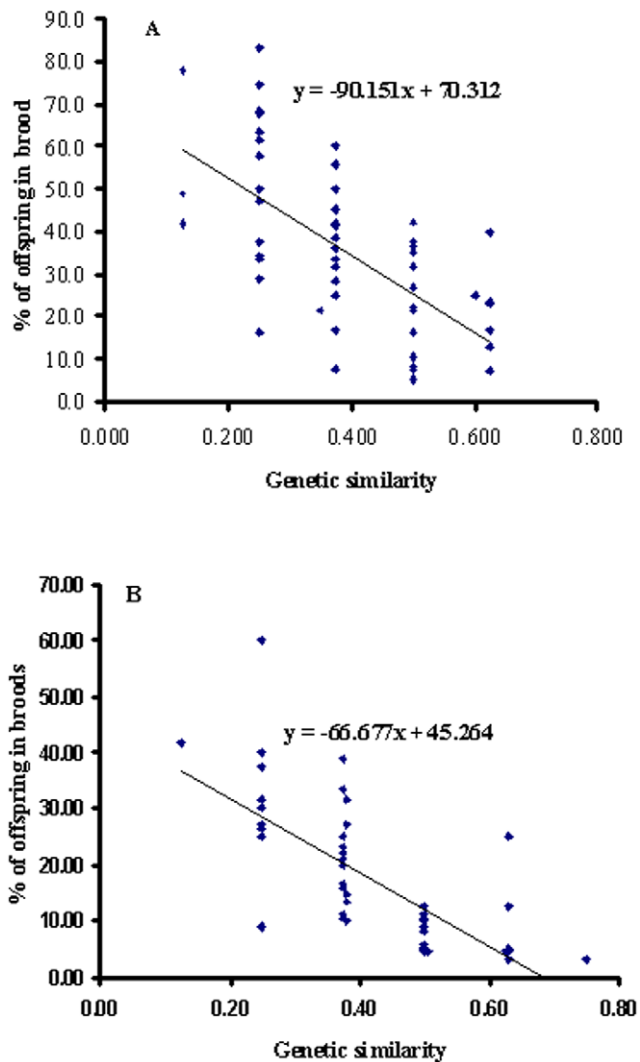 90.0
A
80.0
y = -90.151x + 70.312
70.0
60.0
50.0
40.0
30.0
20.0
10.0
0.0
% of offspring in brood
0.000 0.200 0.400 0.600 0.800
Genetic similarity
70.00
B
60.00
50.00
y = -66.677x + 45.264
40.00
30.00
20.00
10.00
0.00
% of offspring in broods
0.00 0.20 0.40 0.60 0.80
Genetic similarity